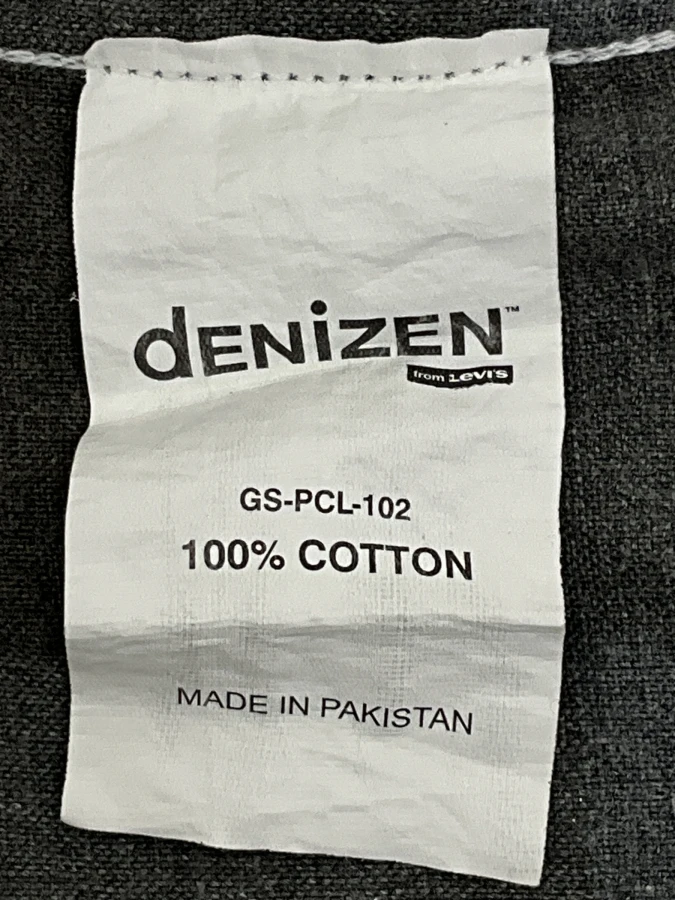 dENiZEN™
from Levi's
GS-PCL-102
100% COTTON
MADE IN PAKISTAN